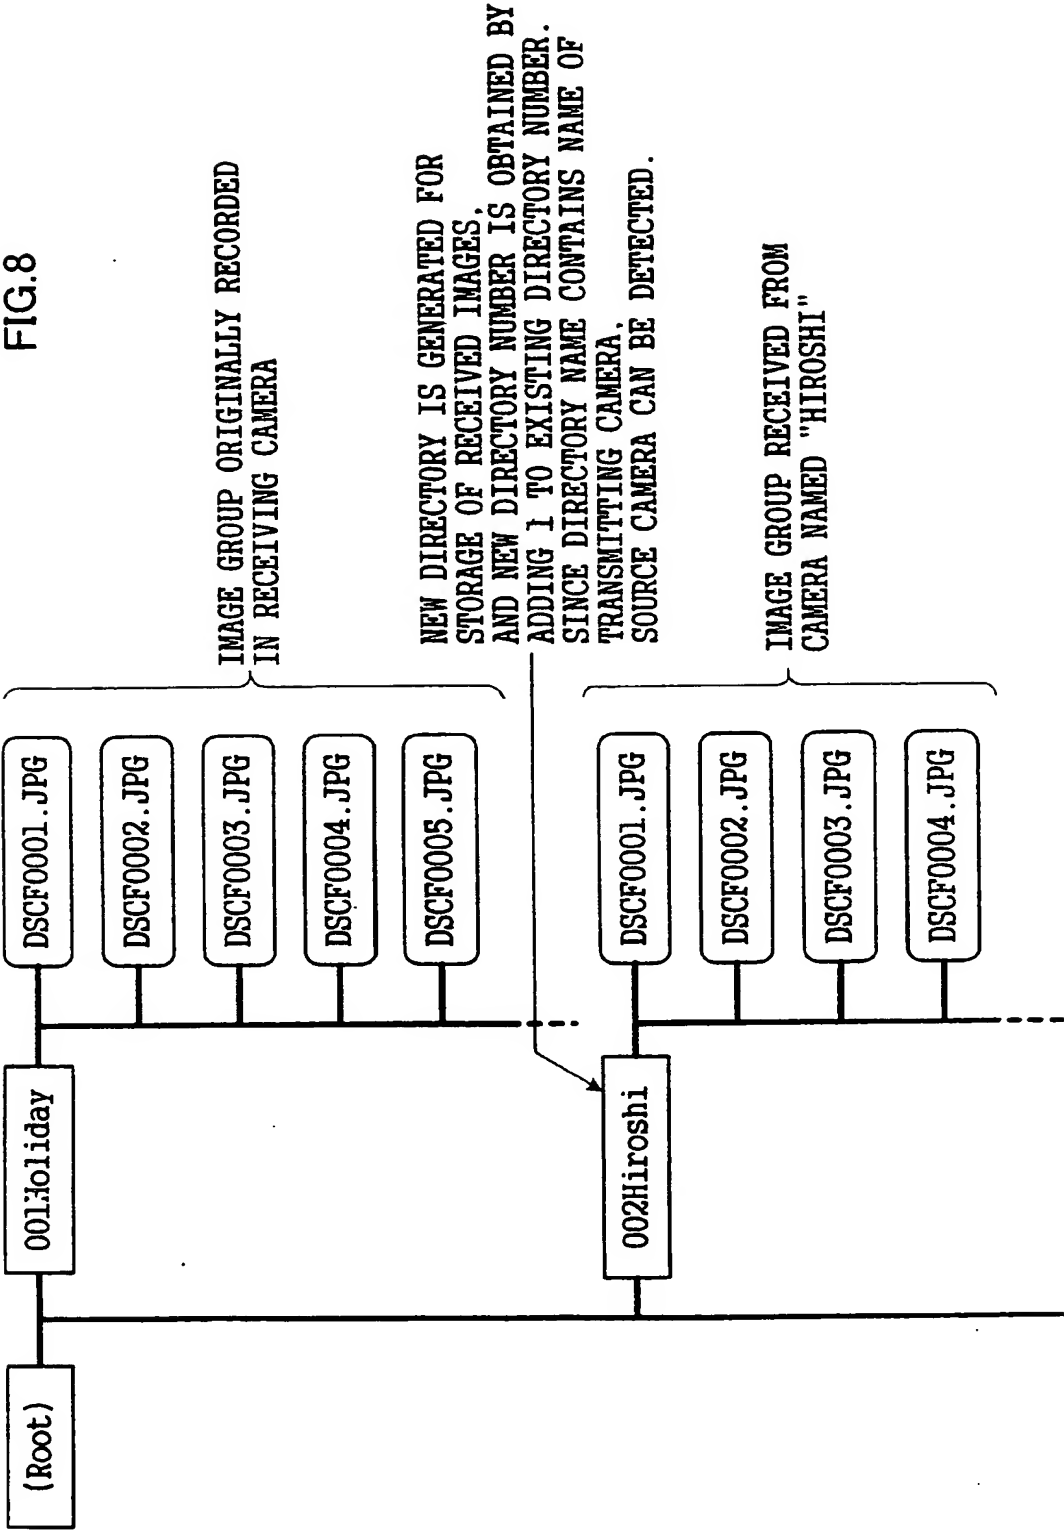 FIG.8
(Root)
001Holiday
DSCF0001.JPG
DSCF0002.JPG
DSCF0003.JPG
DSCF0004.JPG
DSCF0005.JPG
IMAGE GROUP ORIGINALLY RECORDED
IN RECEIVING CAMERA
NEW DIRECTORY IS GENERATED FOR
STORAGE OF RECEIVED IMAGES,
AND NEW DIRECTORY NUMBER IS OBTAINED BY
ADDING 1 TO EXISTING DIRECTORY NUMBER.
SINCE DIRECTORY NAME CONTAINS NAME OF
TRANSMITTING CAMERA,
SOURCE CAMERA CAN BE DETECTED.
002Hiroshi
DSCF0001.JPG
DSCF0002.JPG
DSCF0003.JPG
DSCF0004.JPG
IMAGE GROUP RECEIVED FROM
CAMERA NAMED "HIROSHI"